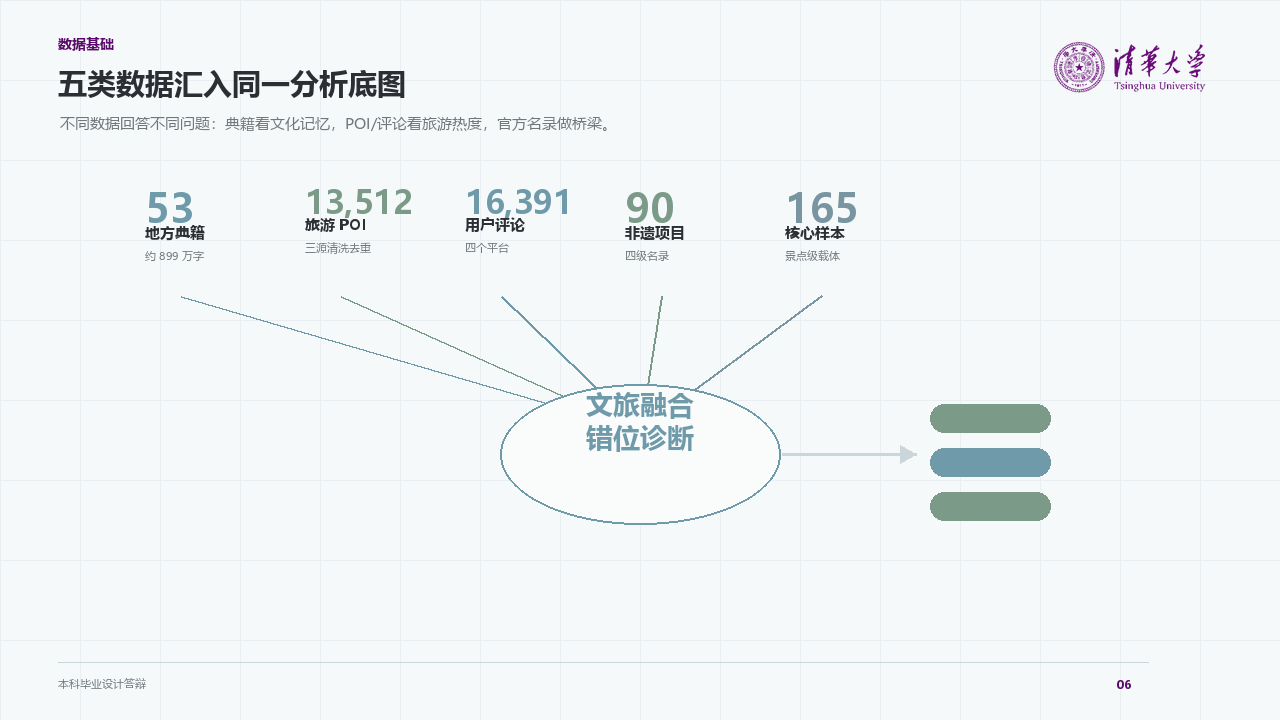 数据基础
五类数据汇入同一分析底图
不同数据回答不同问题：典籍看文化记忆，POI/评论看旅游热度，官方名录做桥梁。
清華大学
Tsinghua University
53
地方典籍
约 899 万字
13,512
旅游 POI
三源清洗去重
16,391
用户评论
四个平台
90
非遗项目
四级名录
165
核心样本
景点级载体
文旅融合
错位诊断
本科毕业设计答辩
06